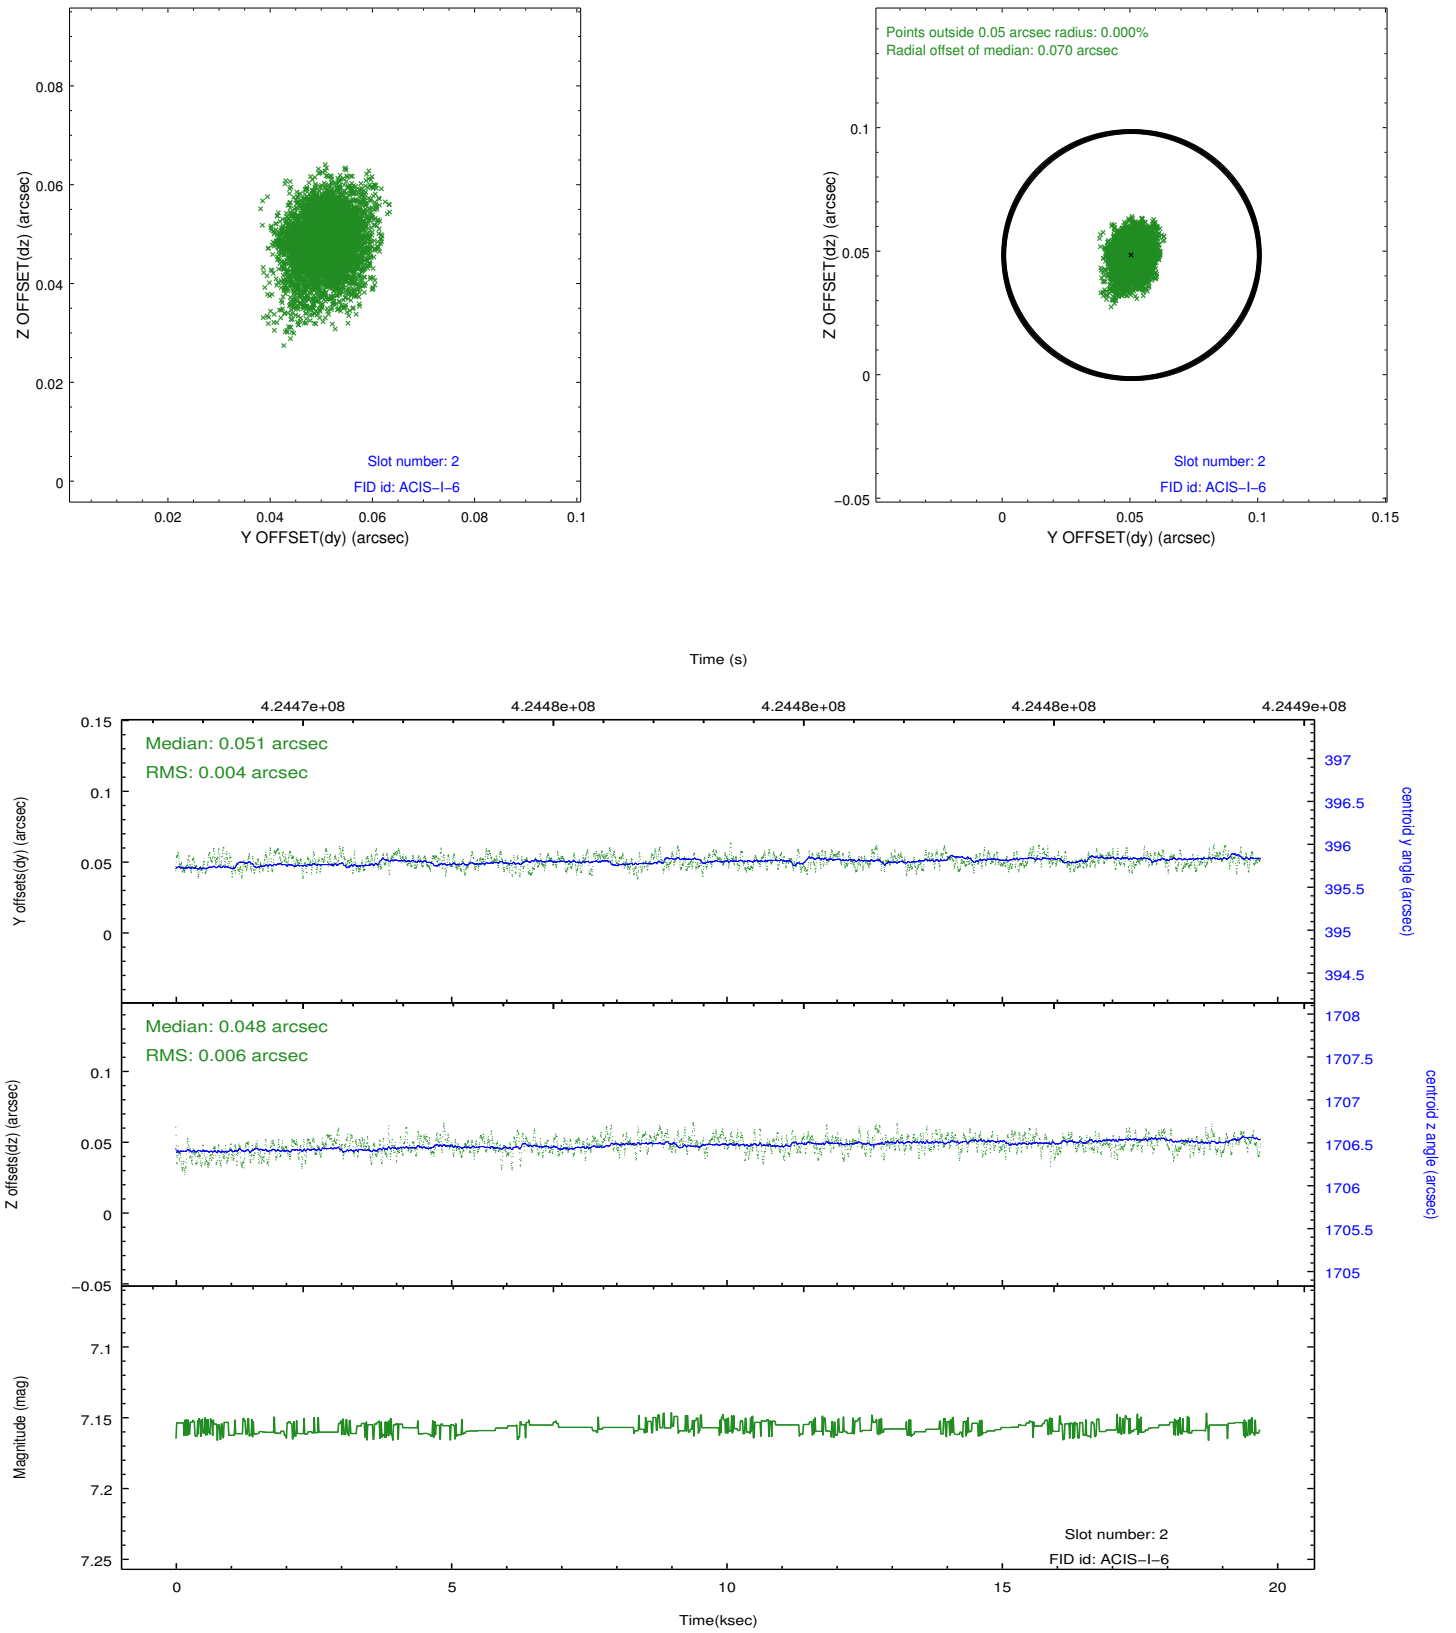 0.08
0.06
0.04
0.02
0
Z OFFSET(dz) (arcsec)
Slot number: 2
FID id: ACIS−I−6
0.02 0.04 0.06 0.08 0.1
Y OFFSET(dy) (arcsec)
Points outside 0.05 arcsec radius: 0.000%
Radial offset of median: 0.070 arcsec
0.1
0.05
0
−0.05
Z OFFSET(dz) (arcsec)
Slot number: 2
FID id: ACIS−I−6
0 0.05 0.1 0.15
Y OFFSET(dy) (arcsec)
Time (s)
4.2447e+08 4.2448e+08 4.2448e+08 4.2448e+08 4.2449e+08
0.15
0.1
0.05
0
Y offsets(dy) (arcsec)
Median: 0.051 arcsec
RMS: 0.004 arcsec
397
396.5
396
395.5
395
394.5
centroid y angle (arcsec)
0.1
0.05
0
−0.05
Z offsets(dz) (arcsec)
Median: 0.048 arcsec
RMS: 0.006 arcsec
1708
1707.5
1707
1706.5
1706
1705.5
1705
centroid z angle (arcsec)
7.1
7.15
7.2
7.25
Magnitude (mag)
Slot number: 2
FID id: ACIS−I−6
0 5 10 15 20
Time(ksec)